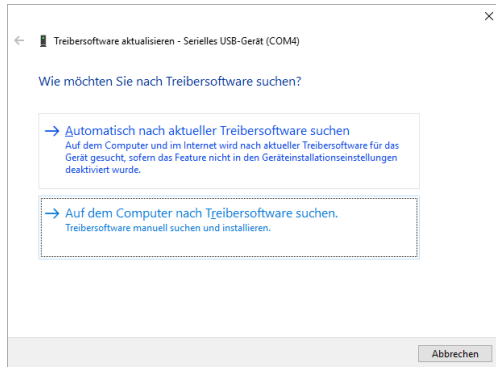 Treibersoftware aktualisieren - Serielles USB-Gerät (COM4)
Wie möchten Sie nach Treibersoftware suchen?
Automatisch nach aktueller Treibersoftware suchen
Auf dem Computer und im Internet wird nach aktueller Treibersoftware für das
Gerät gesucht, sofern das Feature nicht in den Geräteinstallationseinstellungen
deaktiviert wurde.
Auf dem Computer nach Treibersoftware suchen.
Treibersoftware manuell suchen und installieren.
Abbrechen